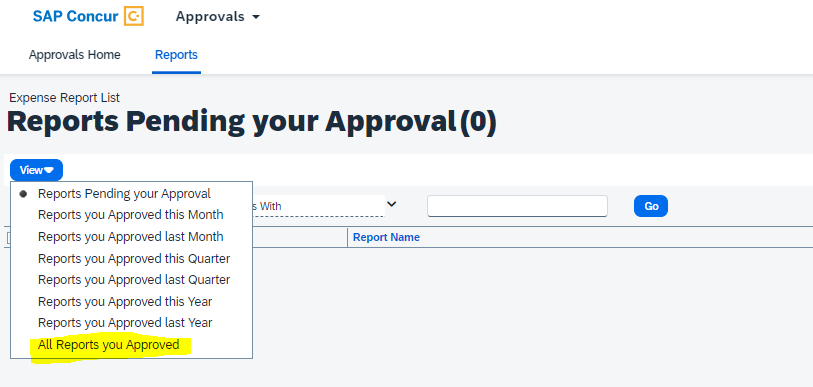 SAP Concur C Approvals
Approvals Home Reports
Expense Report List
Reports Pending your Approval (0)
View
Reports Pending your Approval
Reports you Approved this Month
s With
Go
Reports you Approved last Month
Report Name
Reports you Approved this Quarter
Reports you Approved last Quarter
Reports you Approved this Year
Reports you Approved last Year
All Reports you Approved